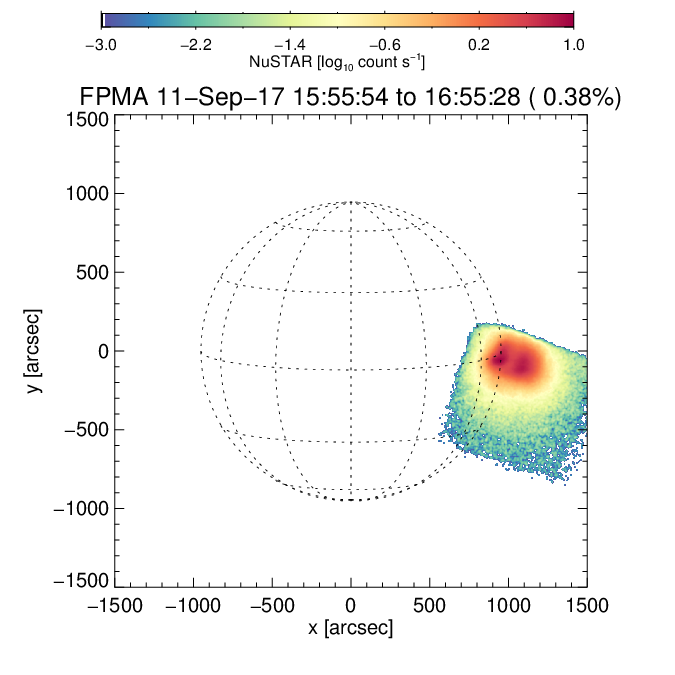 −3.0 −2.2 −1.4 −0.6 0.2 1.0
NuSTAR [log₁₀ count s⁻¹]
FPMA 11−Sep−17 15:55:54 to 16:55:28 ( 0.38%)
1500
1000
500
0
−500
−1000
−1500
y [arcsec]
−1500 −1000 −500 0 500 1000 1500
x [arcsec]